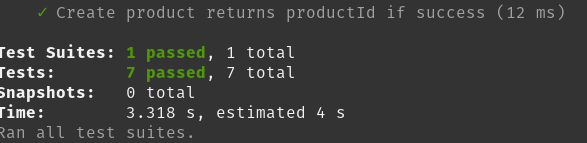 ✓ Create product returns productId if success (12 ms)
Test Suites: 1 passed, 1 total
Tests:       7 passed, 7 total
Snapshots:   0 total
Time:        3.318 s, estimated 4 s
Ran all test suites.